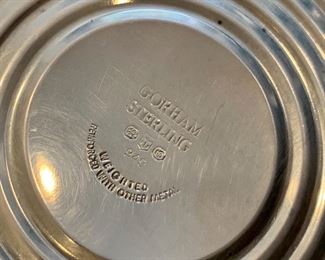 GORHAM
STERLING
WEIGHTED
REINFORCED WITH OTHER METAL